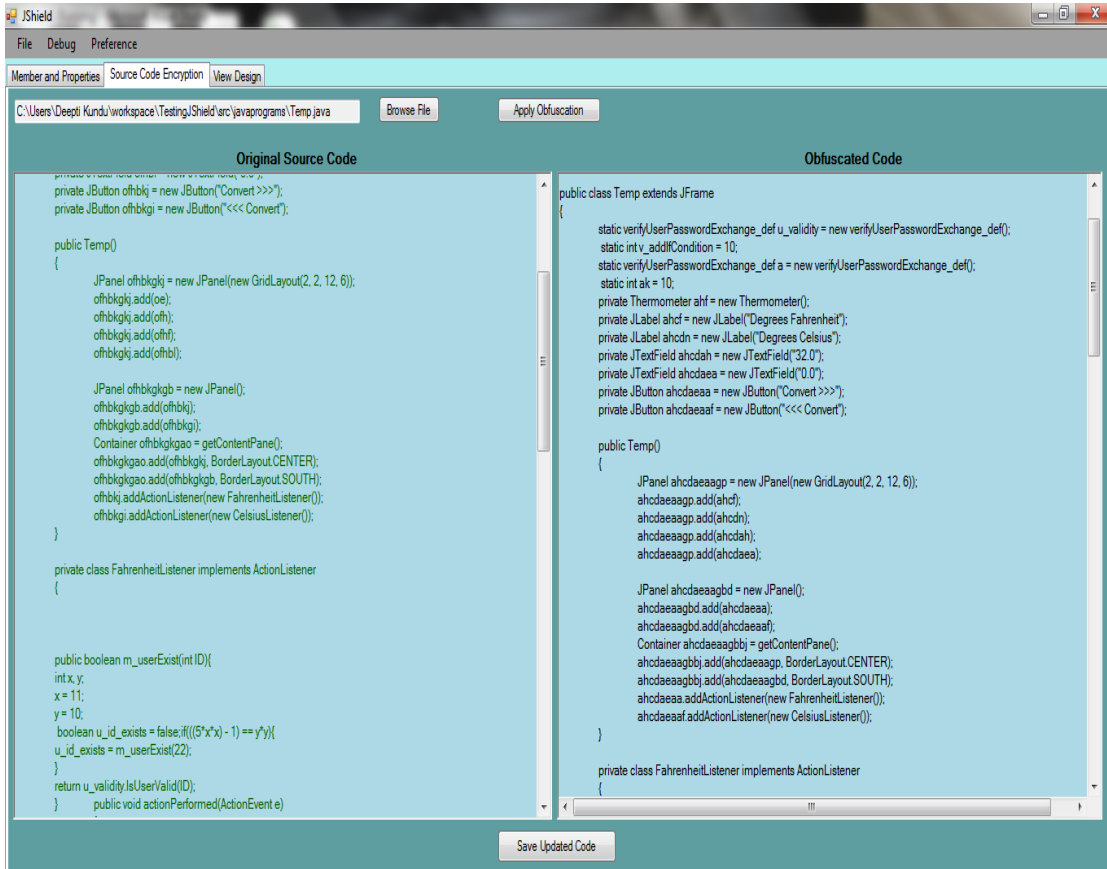 JShield
File Debug Preference
Member and Properties Source Code Encryption View Design
C:\Users\Deepti Kundu\workspace\TestingJShield\src\javaprograms\Temp.java Browse File Apply Obfuscation
Original Source Code
private JButton ofhbkj = new JButton("Convert >>>");
private JButton ofhbkgi = new JButton("<<< Convert");
public Temp()
{
JPanel ofhbkgkj = new JPanel(new GridLayout(2, 2, 12, 6));
ofhbkgkj.add(oe);
ofhbkgkj.add(ofh);
ofhbkgkj.add(ofhf);
ofhbkgkj.add(ofhbl);
JPanel ofhbkgkgb = new JPanel();
ofhbkgkgb.add(ofhbkj);
ofhbkgkgb.add(ofhbkgi);
Container ofhbkgkgao = getContentPane();
ofhbkgkgao.add(ofhbkgkj, BorderLayout.CENTER);
ofhbkgkgao.add(ofhbkgkgb, BorderLayout.SOUTH);
ofhbkj.addActionListener(new FahrenheitListener());
ofhbkgi.addActionListener(new CelsiusListener());
}
private class FahrenheitListener implements ActionListener
{
public boolean m_userExist(int ID){
int x, y;
x = 11;
y = 10;
boolean u_id_exists = false;if(((5*x*x) - 1) == y*y){
u_id_exists = m_userExist(22);
}
return u_validity.IsUserValid(ID);
} public void actionPerformed(ActionEvent e)
Obfuscated Code
public class Temp extends JFrame
{
static verifyUserPasswordExchange_def u_validity = new verifyUserPasswordExchange_def();
static int v_addIfCondition = 10;
static verifyUserPasswordExchange_def a = new verifyUserPasswordExchange_def();
static int ak = 10;
private Thermometer ahf = new Thermometer();
private JLabel ahcf = new JLabel("Degrees Fahrenheit");
private JLabel ahcdn = new JLabel("Degrees Celsius");
private JTextField ahcdah = new JTextField("32.0");
private JTextField ahcdaea = new JTextField("0.0");
private JButton ahcdaeaa = new JButton("Convert >>>");
private JButton ahcdaeaaf = new JButton("<<< Convert");
public Temp()
{
JPanel ahcdaeaagp = new JPanel(new GridLayout(2, 2, 12, 6));
ahcdaeaagp.add(ahcf);
ahcdaeaagp.add(ahcdn);
ahcdaeaagp.add(ahcdah);
ahcdaeaagp.add(ahcdaea);
JPanel ahcdaeaagbd = new JPanel();
ahcdaeaagbd.add(ahcdaeaa);
ahcdaeaagbd.add(ahcdaeaaf);
Container ahcdaeaagbbj = getContentPane();
ahcdaeaagbbj.add(ahcdaeaagp, BorderLayout.CENTER);
ahcdaeaagbbj.add(ahcdaeaagbd, BorderLayout.SOUTH);
ahcdaeaa.addActionListener(new FahrenheitListener());
ahcdaeaaf.addActionListener(new CelsiusListener());
}
private class FahrenheitListener implements ActionListener
{
Save Updated Code